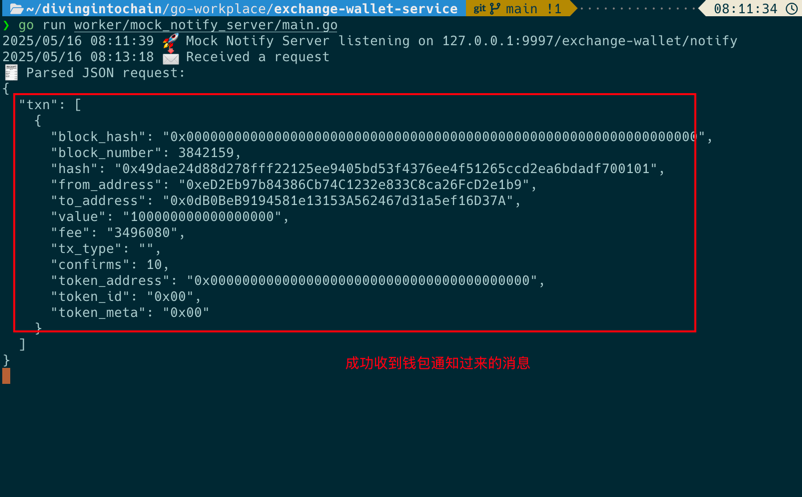 ~/divingintochain/go-workplace/exchange-wallet-service git main !1 08:11:34
❯ go run worker/mock_notify_server/main.go
2025/05/16 08:11:39 🚀 Mock Notify Server listening on 127.0.0.1:9997/exchange-wallet/notify
2025/05/16 08:13:18 📩 Received a request
🧾 Parsed JSON request:
{
  "txn": [
    {
      "block_hash": "0x0000000000000000000000000000000000000000000000000000000000000000",
      "block_number": 3842159,
      "hash": "0x49dae24d88d278fff22125ee9405bd53f4376ee4f51265ccd2ea6bdadf700101",
      "from_address": "0xeD2Eb97b84386Cb74C1232e833C8ca26FcD2e1b9",
      "to_address": "0x0dB0BeB9194581e13153A562467d31a5ef16D37A",
      "value": "100000000000000000",
      "fee": "3496080",
      "tx_type": "",
      "confirms": 10,
      "token_address": "0x0000000000000000000000000000000000000000",
      "token_id": "0x00",
      "token_meta": "0x00"
    }
  ]
}
成功收到钱包通知过来的消息